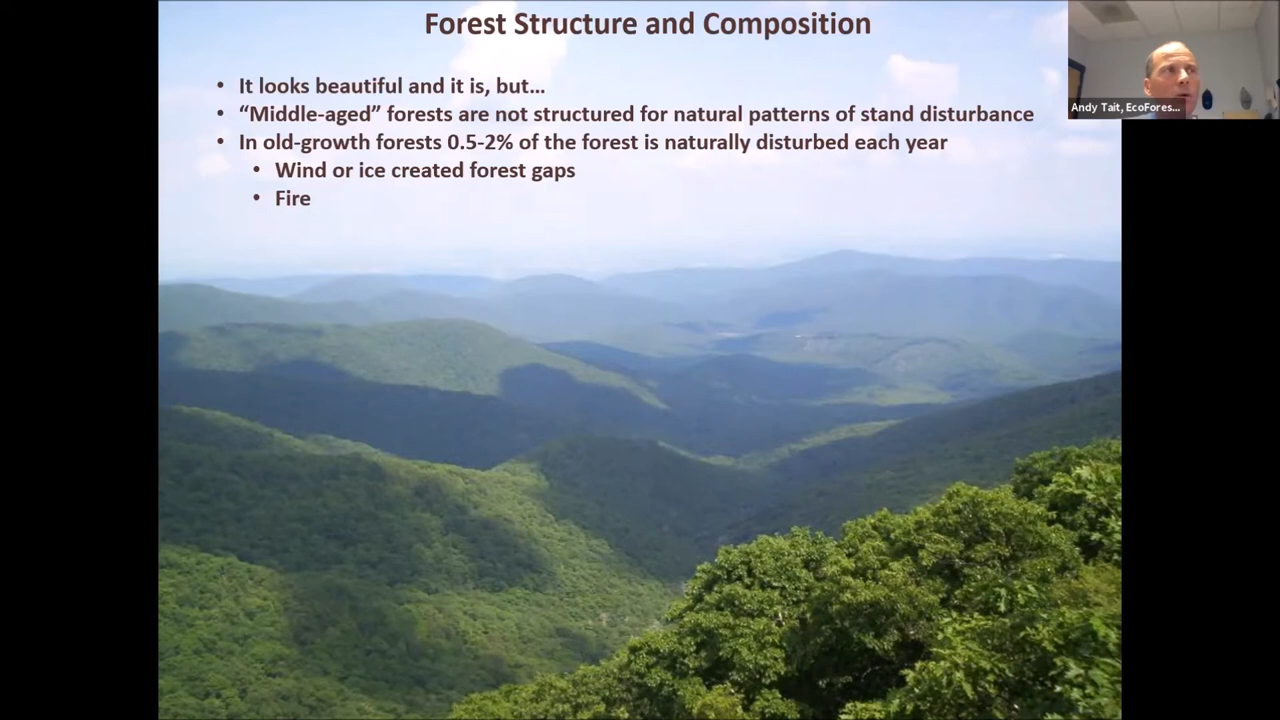 Forest Structure and Composition
• It looks beautiful and it is, but…
• “Middle-aged” forests are not structured for natural patterns of stand disturbance
• In old-growth forests 0.5-2% of the forest is naturally disturbed each year
• Wind or ice created forest gaps
• Fire
Andy Tait, EcoFores...